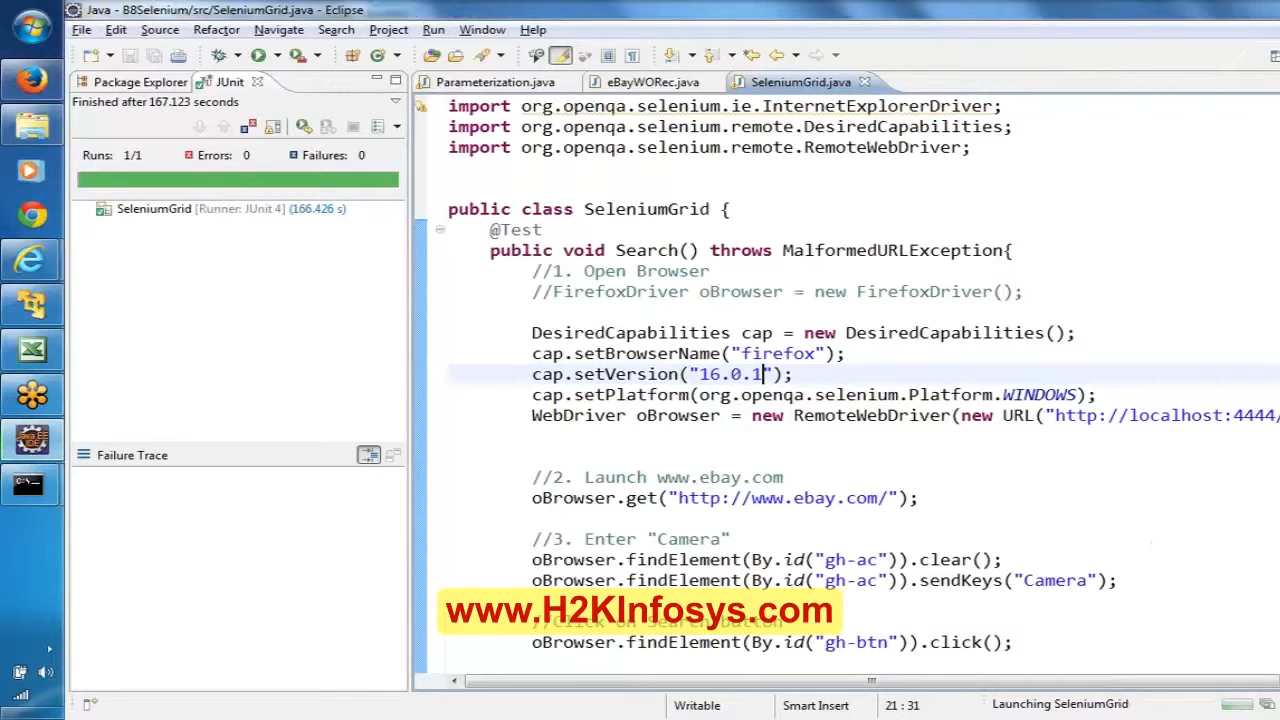 Java - B8Selenium/src/SeleniumGrid.java - Eclipse
File Edit Source Refactor Navigate Search Project Run Window Help
Package Explorer JUnit
Finished after 167.123 seconds
Runs: 1/1 Errors: 0 Failures: 0
SeleniumGrid [Runner: JUnit 4] (166.426 s)
Failure Trace
Parameterization.java eBayWORec.java SeleniumGrid.java
import org.openqa.selenium.ie.InternetExplorerDriver;
import org.openqa.selenium.remote.DesiredCapabilities;
import org.openqa.selenium.remote.RemoteWebDriver;
public class SeleniumGrid {
@Test
public void Search() throws MalformedURLException{
//1. Open Browser
//FirefoxDriver oBrowser = new FirefoxDriver();
DesiredCapabilities cap = new DesiredCapabilities();
cap.setBrowserName("firefox");
cap.setVersion("16.0.1");
cap.setPlatform(org.openqa.selenium.Platform.WINDOWS);
WebDriver oBrowser = new RemoteWebDriver(new URL("http://localhost:4444/
//2. Launch www.ebay.com
oBrowser.get("http://www.ebay.com/");
//3. Enter "Camera"
oBrowser.findElement(By.id("gh-ac")).clear();
oBrowser.findElement(By.id("gh-ac")).sendKeys("Camera");
www.H2KInfosys.com
//Click on Search Button
oBrowser.findElement(By.id("gh-btn")).click();
Writable Smart Insert 21 : 31 Launching SeleniumGrid